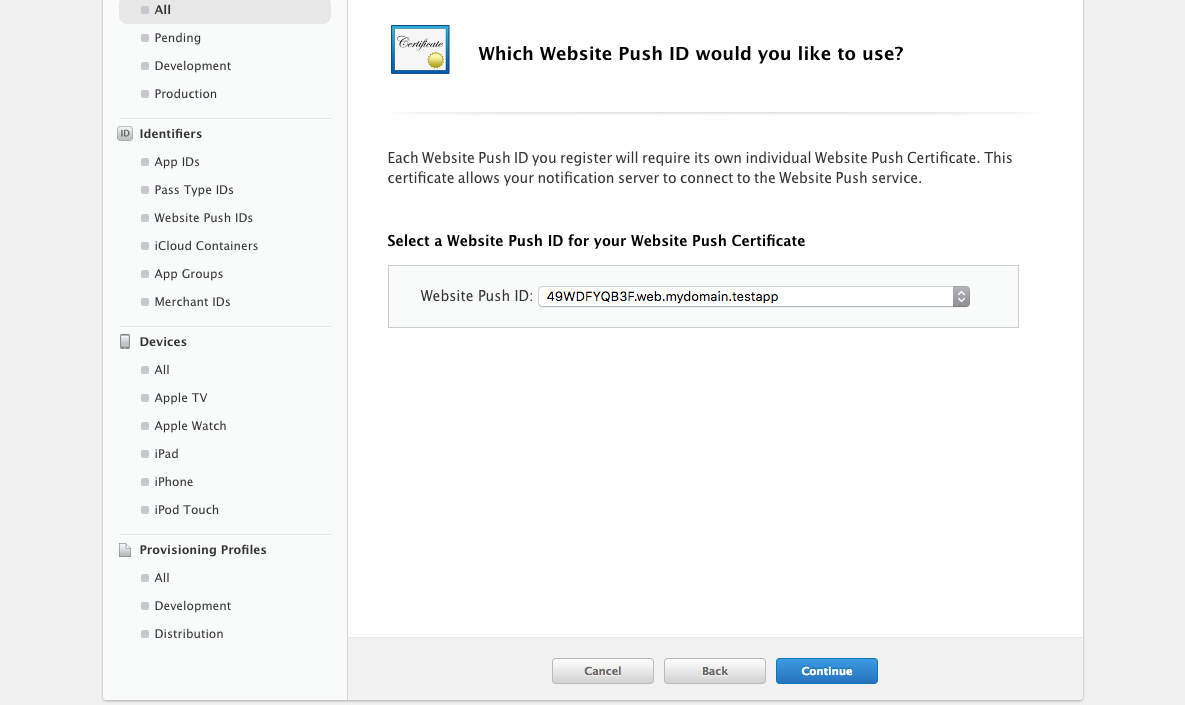 All
Pending
Development
Production
ID
Identifiers
App IDs
Pass Type IDs
Website Push IDs
iCloud Containers
App Groups
Merchant IDs
Devices
All
Apple TV
Apple Watch
iPad
iPhone
iPod Touch
Provisioning Profiles
All
Development
Distribution
Certificate
Which Website Push ID would you like to use?
Each Website Push ID you register will require its own individual Website Push Certificate. This
certificate allows your notification server to connect to the Website Push service.
Select a Website Push ID for your Website Push Certificate
Website Push ID: 49WDFYQB3F.web.mydomain.testapp
Cancel
Back
Continue